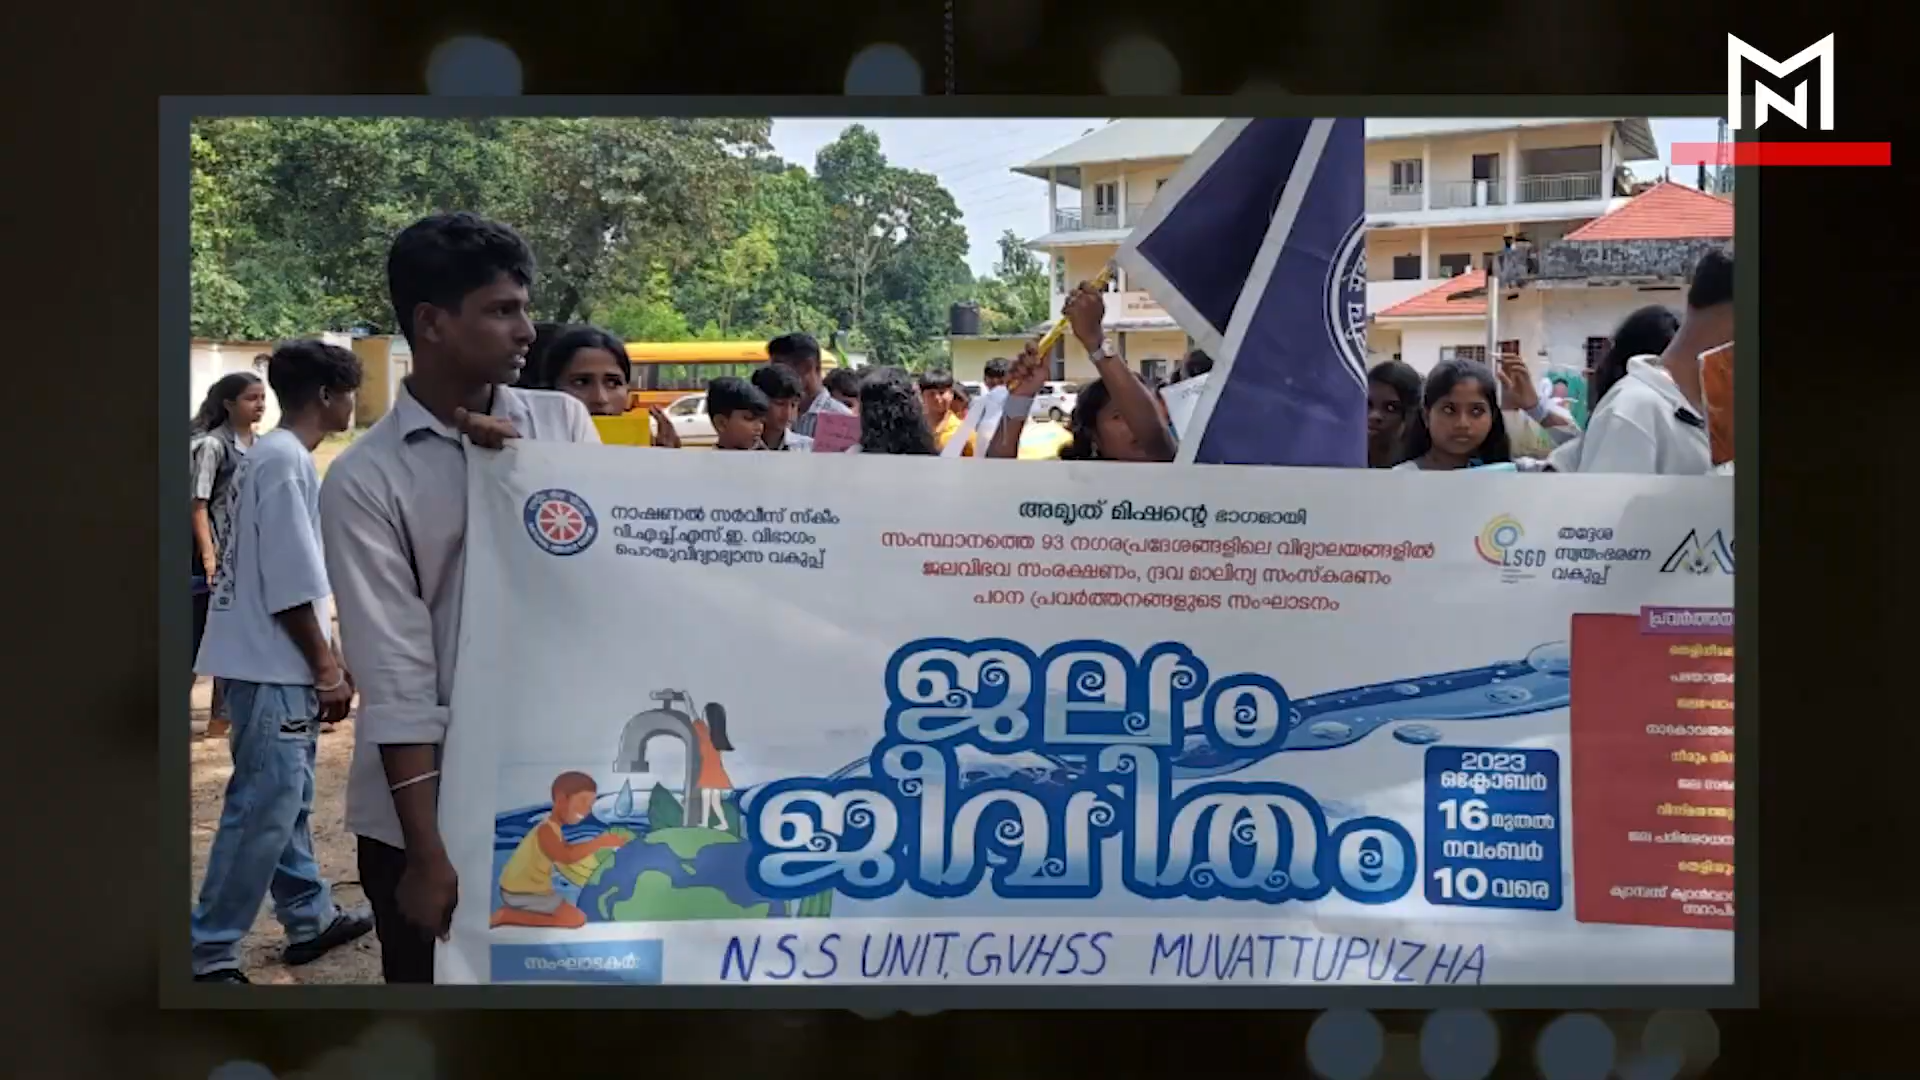 നാഷണൽ സർവീസ് സ്കീം
വി.എച്ച്.എസ്.ഇ. വിഭാഗം
പൊതുവിദ്യാഭ്യാസ വകുപ്പ്
അമൃത് മിഷന്റെ ഭാഗമായി
സംസ്ഥാനത്തെ 93 നഗരപ്രദേശങ്ങളിലെ വിദ്യാലയങ്ങളിൽ
ജലവിഭവ സംരക്ഷണം, ദ്രവ മാലിന്യ സംസ്കരണം
പഠന പ്രവർത്തനങ്ങളുടെ സംഘാടനം
LSGD
തദ്ദേശ
സ്വയംഭരണ
വകുപ്പ്
ജലം
ജീവിതം
2023
ഒക്ടോബർ
16 മുതൽ
നവംബർ
10 വരെ
സംഘാടകർ:
NSS UNIT, GVHSS MUVATTUPUZHA